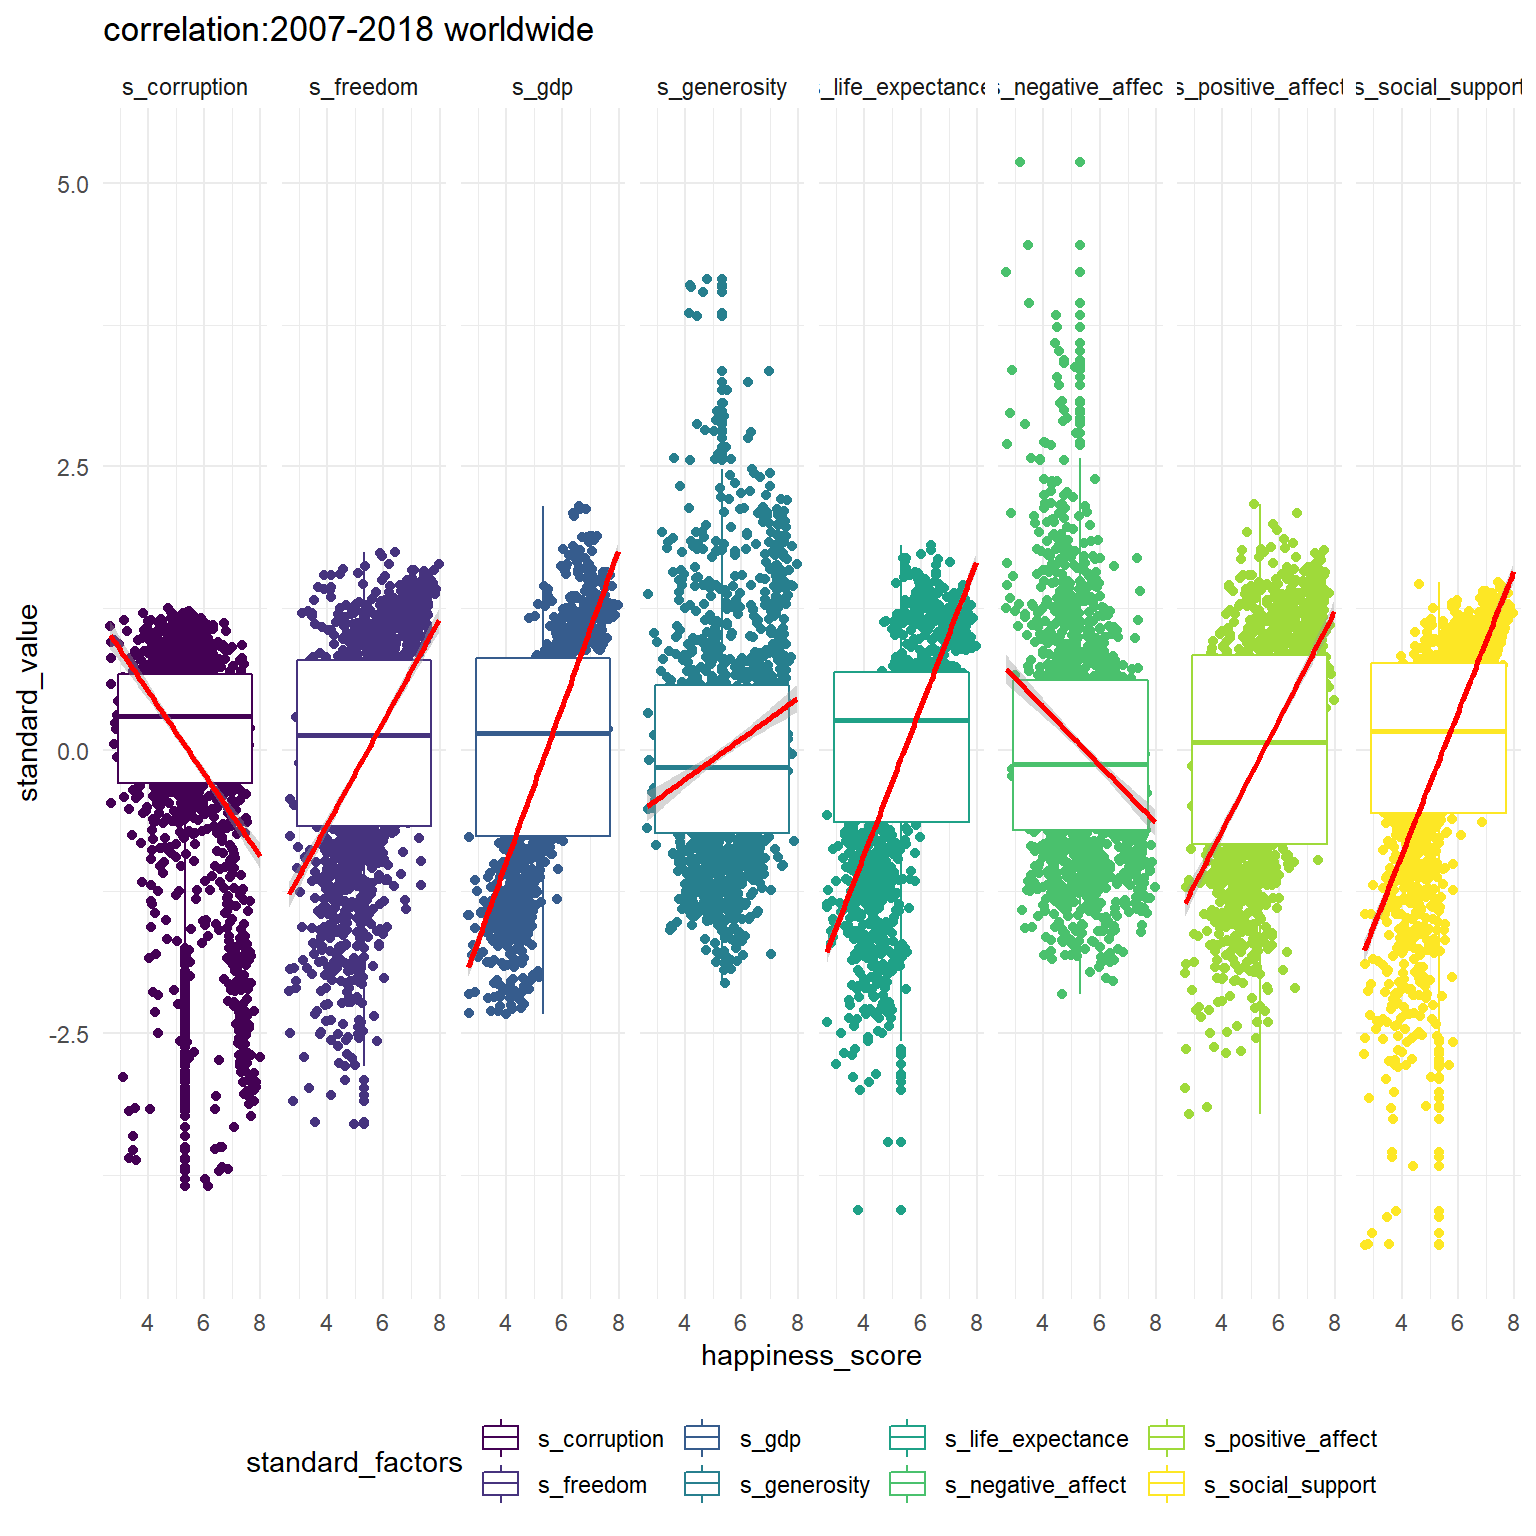 correlation:2007-2018 worldwide
s_corruption s_freedom s_gdp s_generosity s_life_expectance s_negative_affec s_positive_affect s_social_support
5.0
2.5
0.0
-2.5
standard_value
4 6 8 4 6 8 4 6 8 4 6 8 4 6 8 4 6 8 4 6 8 4 6 8
happiness_score
standard_factors
s_corruption s_gdp s_life_expectance s_positive_affect
s_freedom s_generosity s_negative_affect s_social_support